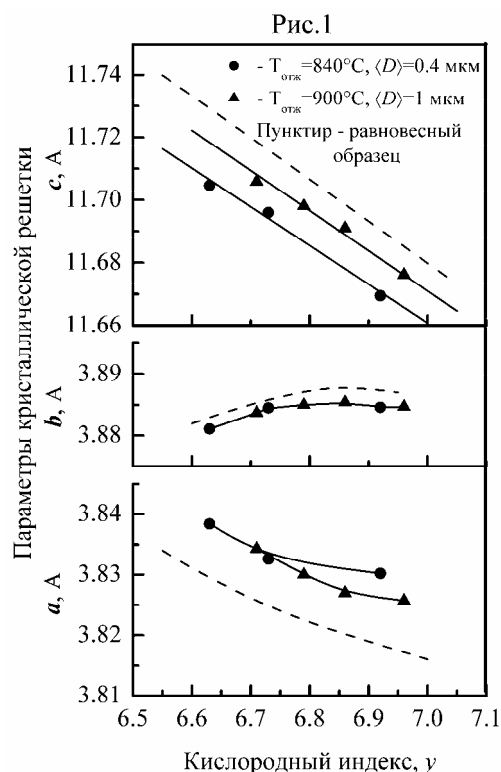 Рис.1
- Tотж=840°C, ⟨D⟩=0.4 мкм
- Tотж=900°C, ⟨D⟩=1 мкм
Пунктир - равновесный
образец
Параметры кристаллической решетки
c, А
11.74
11.72
11.70
11.68
11.66
b, А
3.89
3.88
a, А
3.84
3.83
3.82
3.81
6.5 6.6 6.7 6.8 6.9 7.0 7.1
Кислородный индекс, y